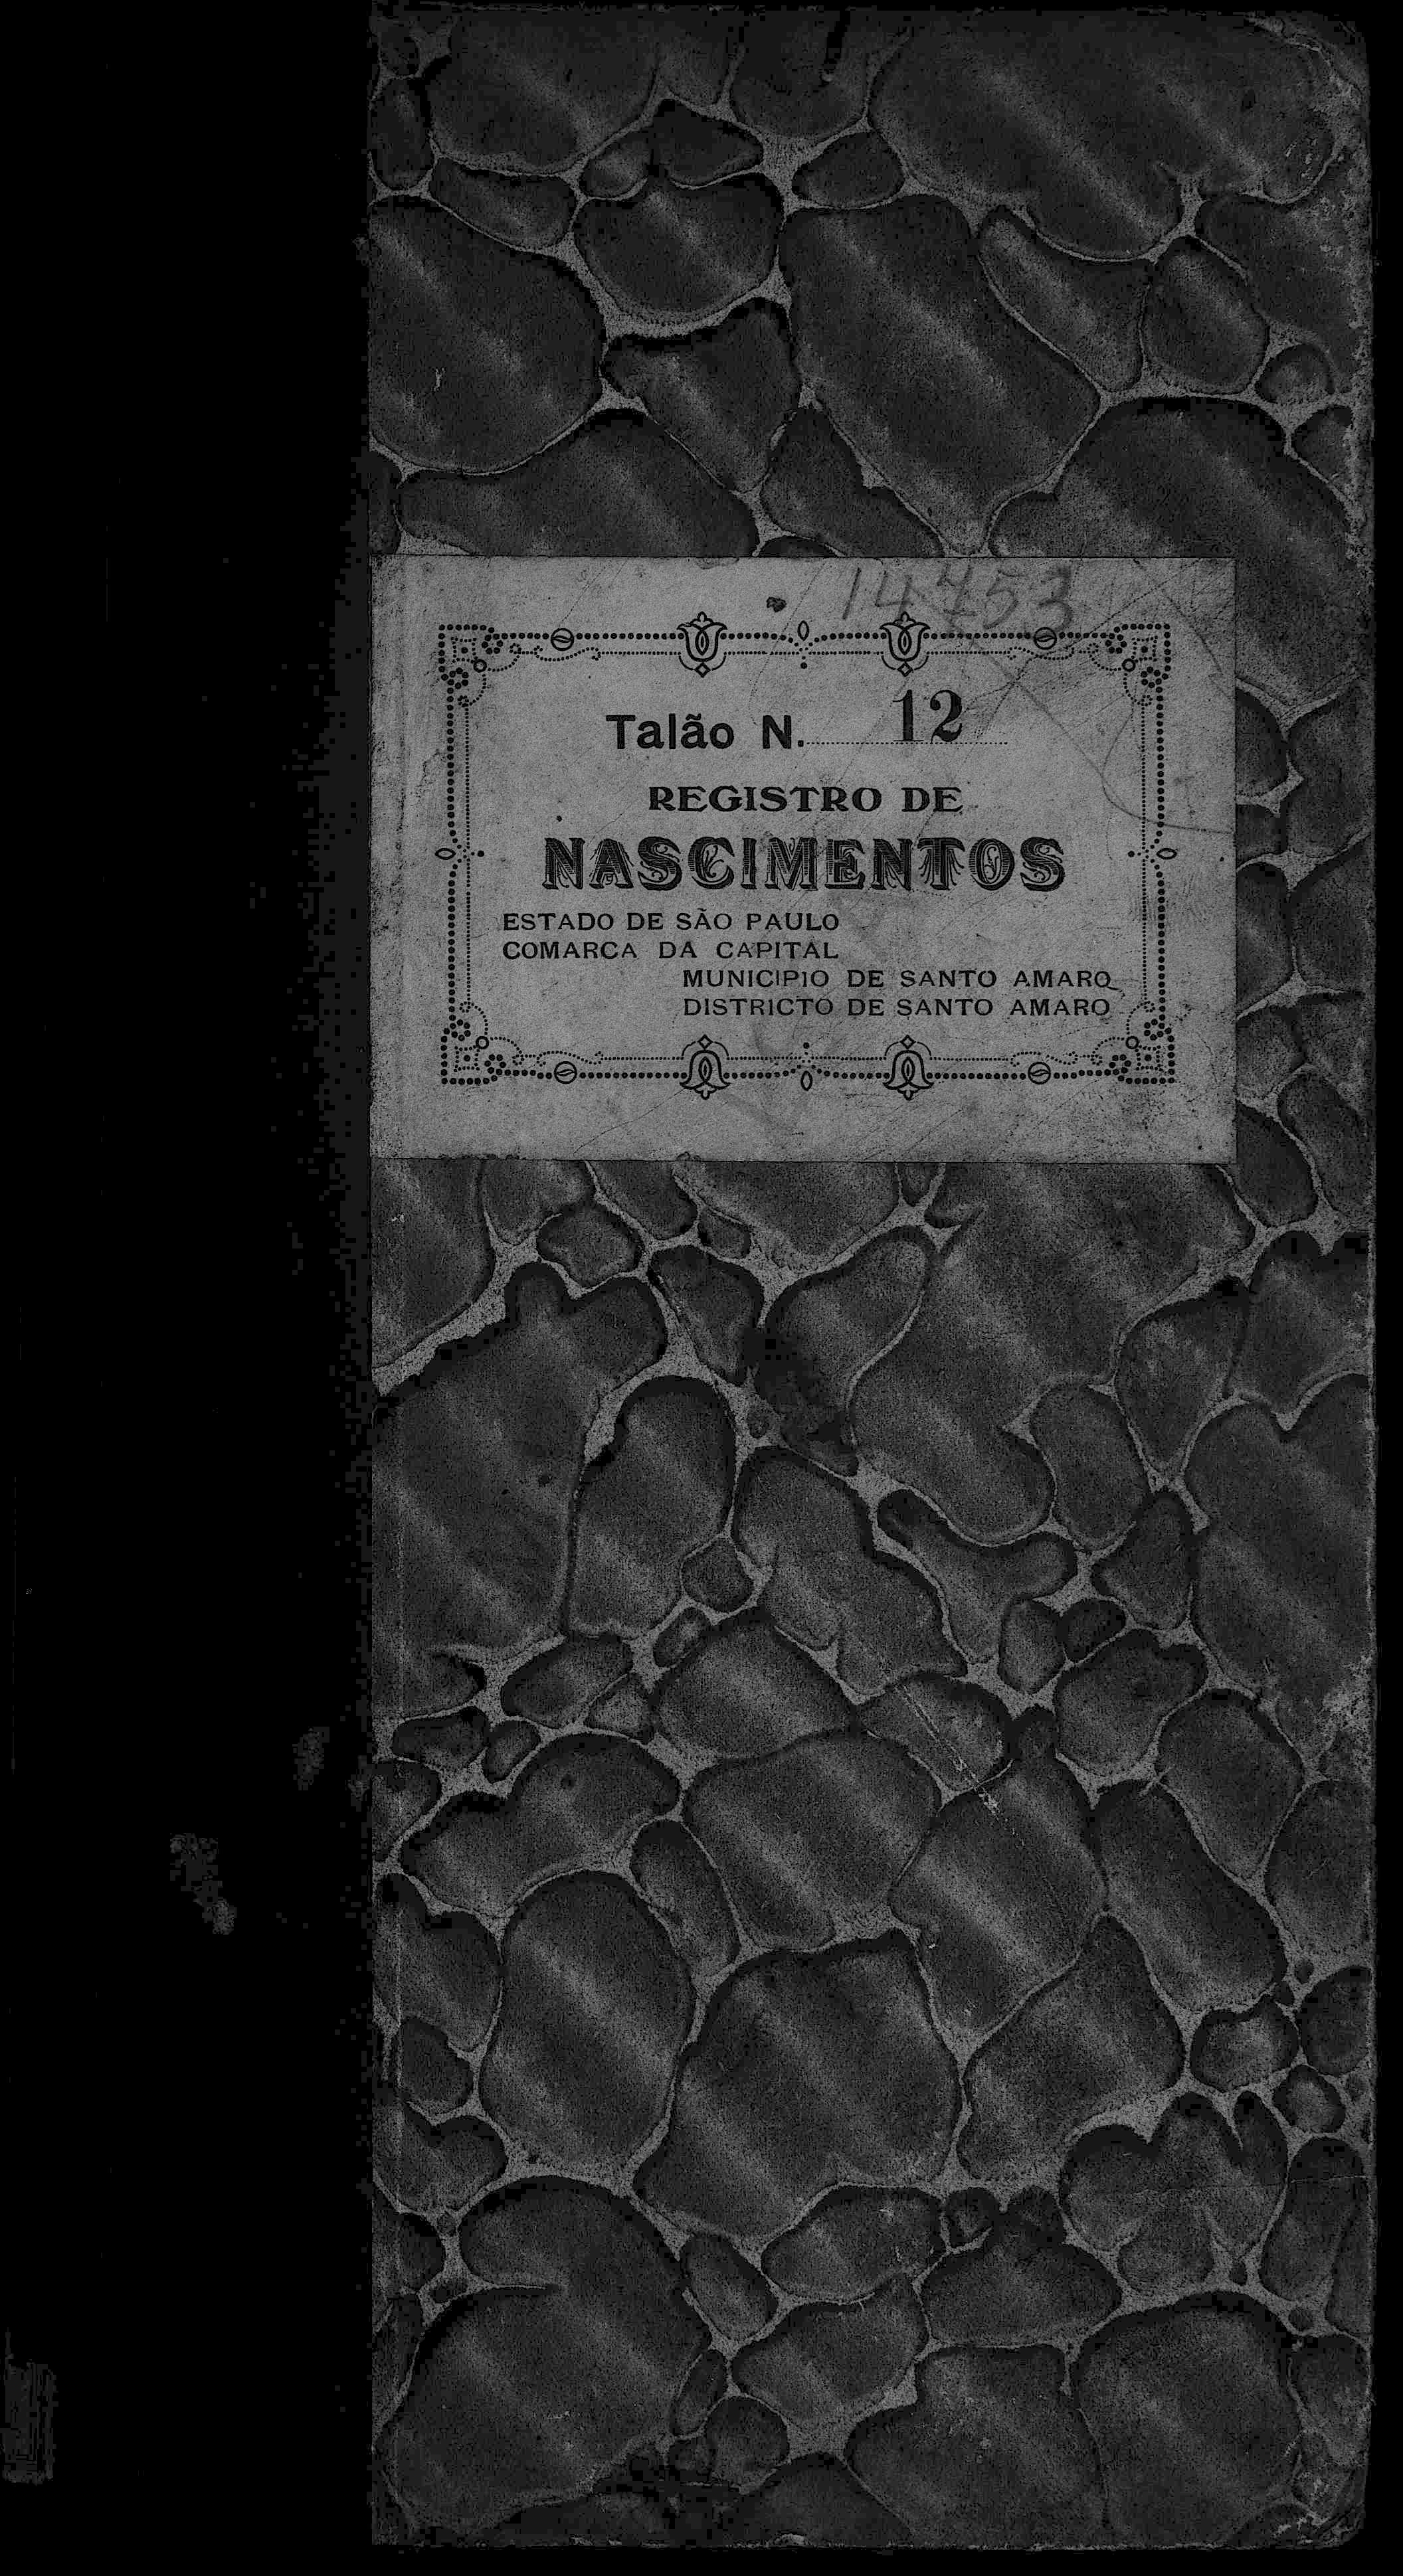 14453
Talão N. 12
REGISTRO DE
NASCIMENTOS
ESTADO DE SÃO PAULO
COMARCA DA CAPITAL
MUNICIPIO DE SANTO AMARO
DISTRICTO DE SANTO AMARO